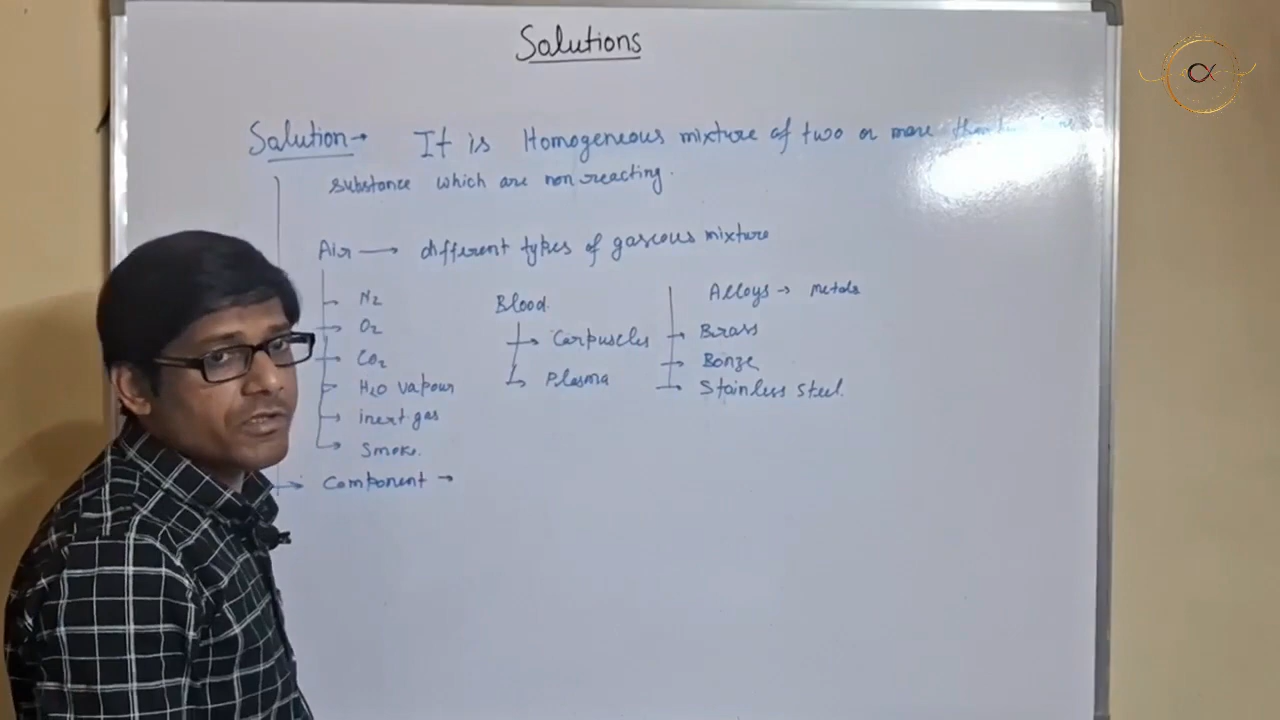 Solutions
Solution → It is Homogeneous mixture of two or more than
substance which are non reacting.
Air → different types of gaseous mixture
N2
O2
CO2
H2O vapour
inert gas
Smoke.
Blood
Corpuscles
Plasma
Alloys → Metals
Brass
Bonze
Stainless steel.
Component →